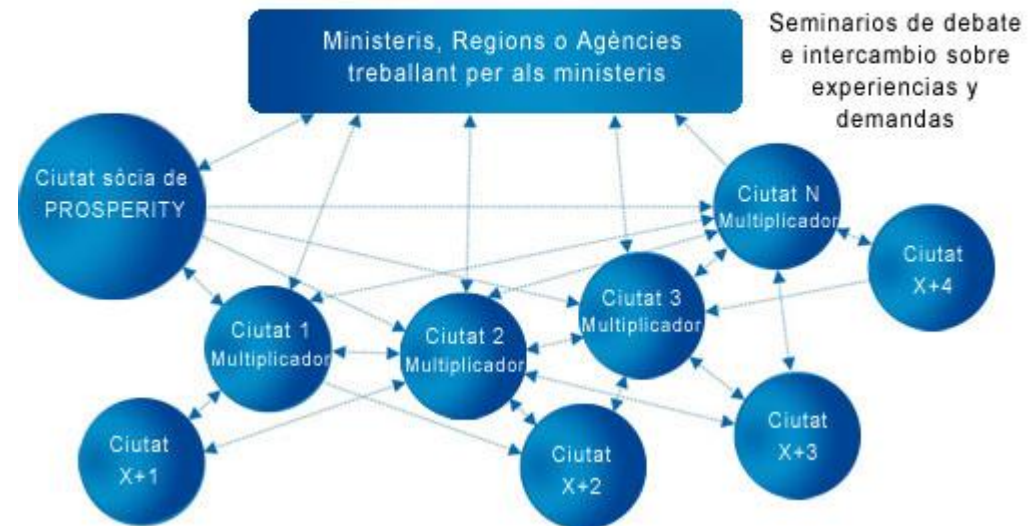 Ministeris, Regions o Agències
treballant per als ministeris
Seminarios de debate
e intercambio sobre
experiencias y
demandas
Ciutat sòcia de
PROSPERITY
Ciutat N
Multiplicador
Ciutat
X+4
Ciutat 3
Multiplicador
Ciutat 1
Multiplicador
Ciutat 2
Multiplicador
Ciutat
X+3
Ciutat
X+1
Ciutat
X+2